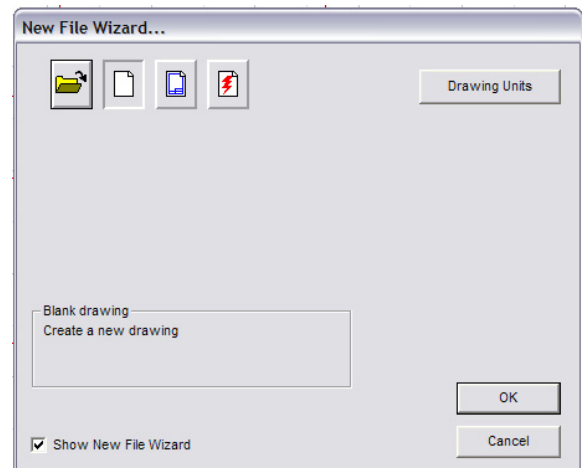 New File Wizard...
Drawing Units
Blank drawing
Create a new drawing
OK
Show New File Wizard
Cancel